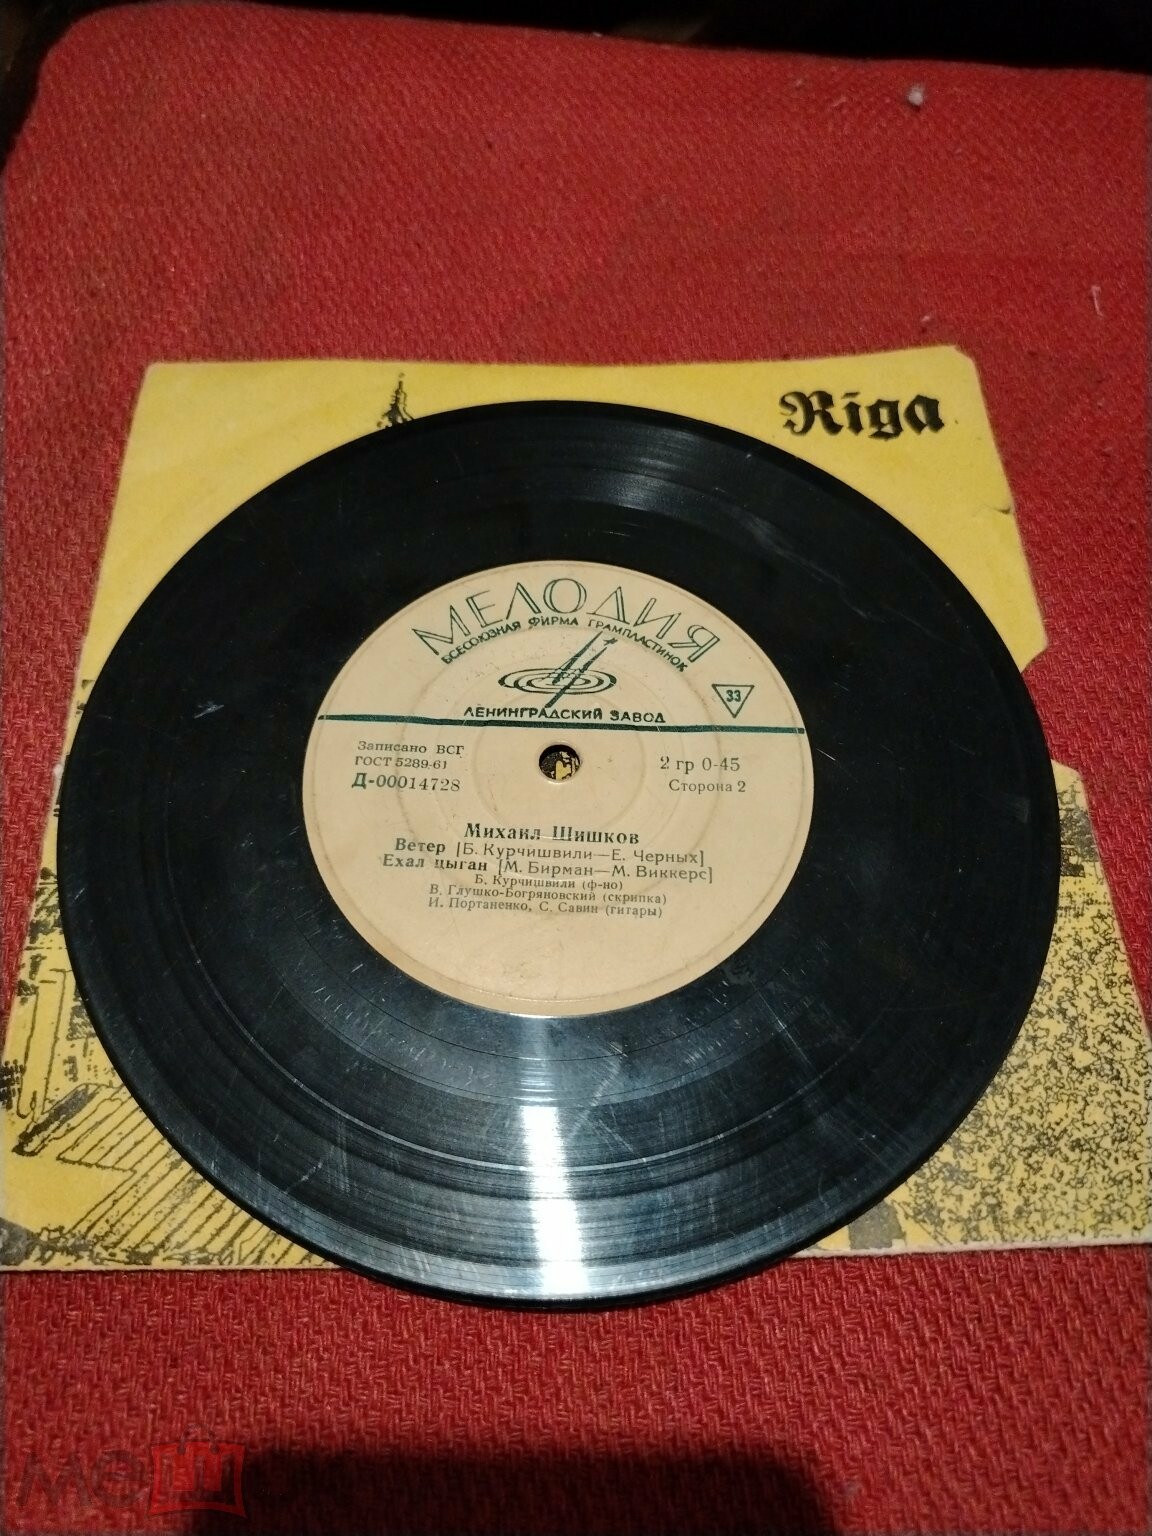 Riga
МЕЛОДИЯ
ВСЕСОЮЗНАЯ ФИРМА ГРАМПЛАСТИНОК
33
ЛЕНИНГРАДСКИЙ ЗАВОД
Записано ВСГ
ГОСТ 5289-61
Д-00014728
2 гр 0-45
Сторона 2
Михаил Шишков
Ветер [Б. Курчишвили—Е. Черных]
Ехал цыган [М. Бирман—М. Виккерс]
Б. Курчишвили (ф-но)
В. Глушко-Богряновский (скрипка)
И. Портаненко, С. Савин (гитары)
мешок